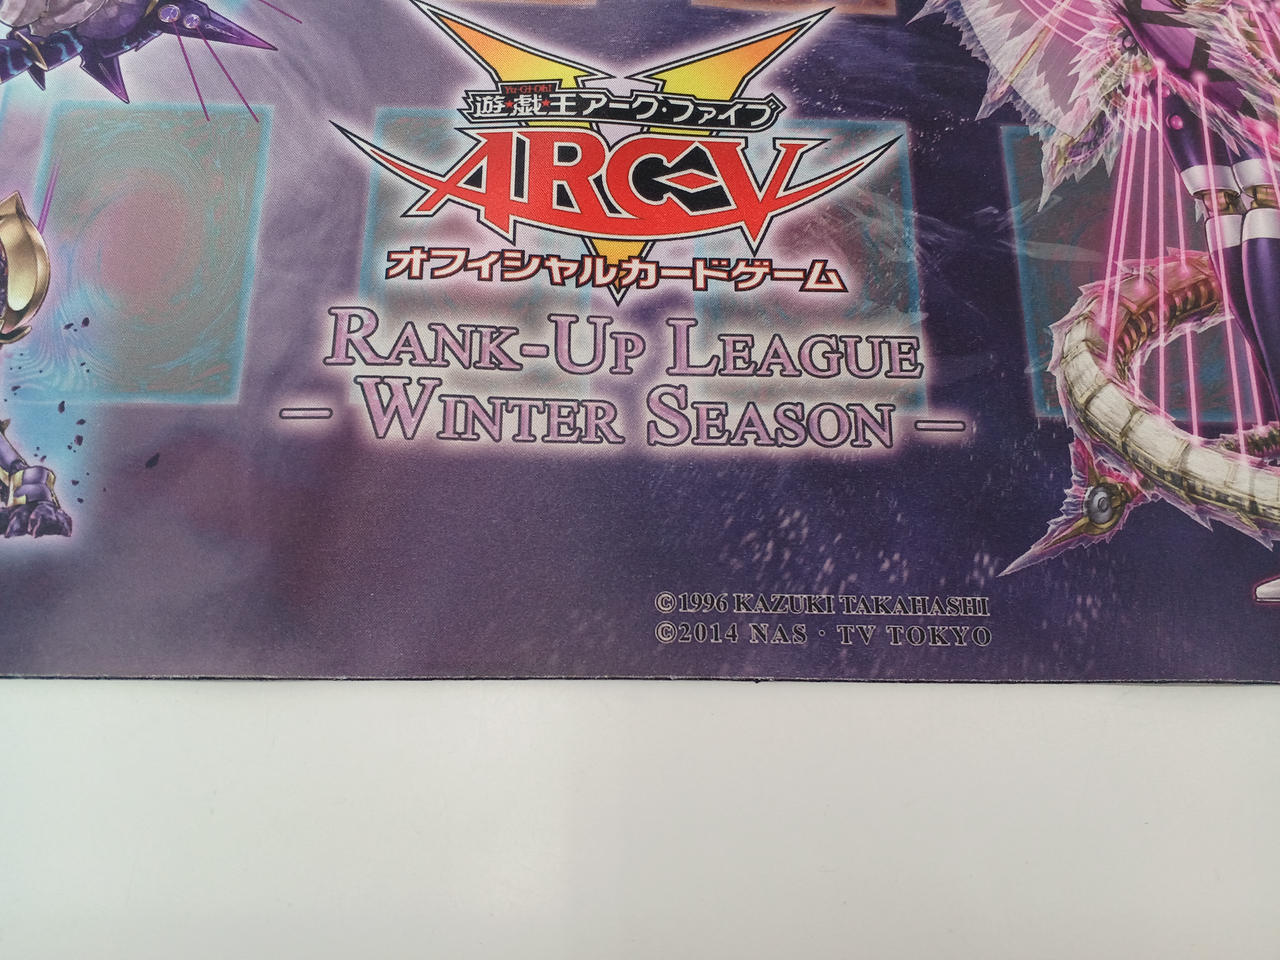 Yu-Gi-Oh!
遊★戯★王アーク・ファイブ
ARC-V
オフィシャルカードゲーム
RANK-UP LEAGUE
– WINTER SEASON –
©1996 KAZUKI TAKAHASHI
©2014 NAS・TV TOKYO